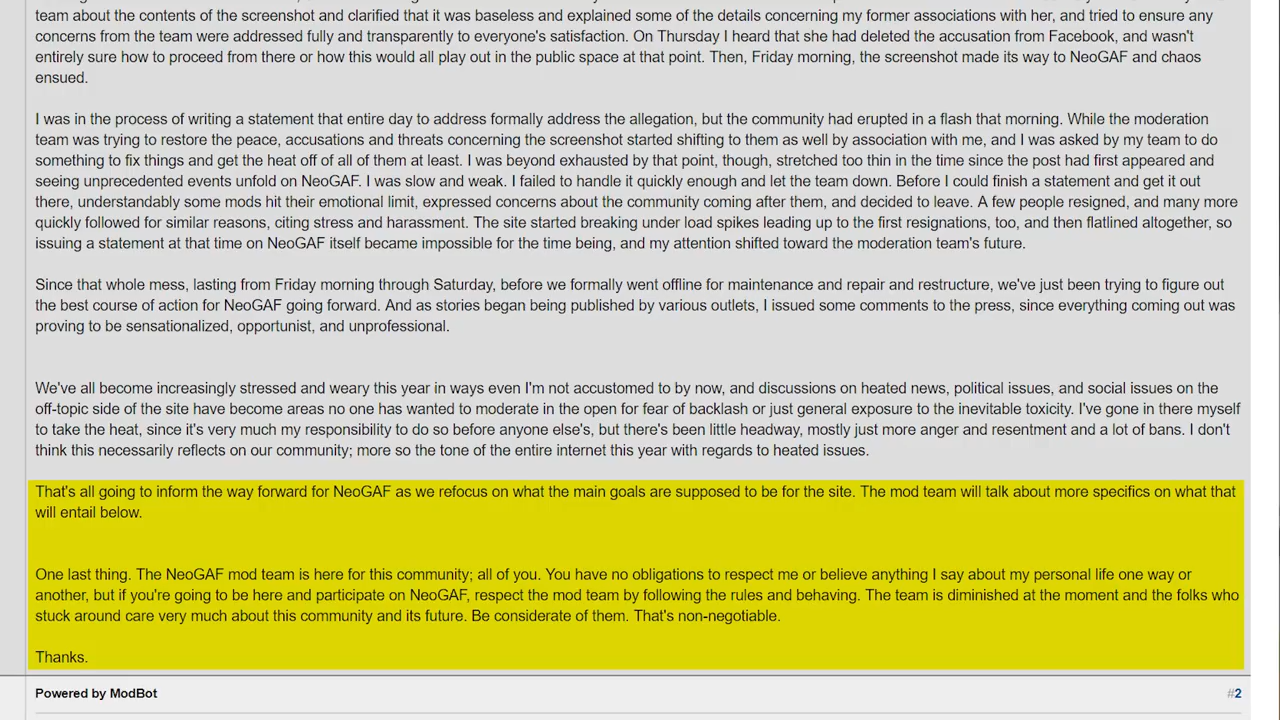 team about the contents of the screenshot and clarified that it was baseless and explained some of the details concerning my former associations with her, and tried to ensure any
concerns from the team were addressed fully and transparently to everyone's satisfaction. On Thursday I heard that she had deleted the accusation from Facebook, and wasn't
entirely sure how to proceed from there or how this would all play out in the public space at that point. Then, Friday morning, the screenshot made its way to NeoGAF and chaos
ensued.
I was in the process of writing a statement that entire day to address formally address the allegation, but the community had erupted in a flash that morning. While the moderation
team was trying to restore the peace, accusations and threats concerning the screenshot started shifting to them as well by association with me, and I was asked by my team to do
something to fix things and get the heat off of all of them at least. I was beyond exhausted by that point, though, stretched too thin in the time since the post had first appeared and
seeing unprecedented events unfold on NeoGAF. I was slow and weak. I failed to handle it quickly enough and let the team down. Before I could finish a statement and get it out
there, understandably some mods hit their emotional limit, expressed concerns about the community coming after them, and decided to leave. A few people resigned, and many more
quickly followed for similar reasons, citing stress and harassment. The site started breaking under load spikes leading up to the first resignations, too, and then flatlined altogether, so
issuing a statement at that time on NeoGAF itself became impossible for the time being, and my attention shifted toward the moderation team's future.
Since that whole mess, lasting from Friday morning through Saturday, before we formally went offline for maintenance and repair and restructure, we've just been trying to figure out
the best course of action for NeoGAF going forward. And as stories began being published by various outlets, I issued some comments to the press, since everything coming out was
proving to be sensationalized, opportunist, and unprofessional.
We've all become increasingly stressed and weary this year in ways even I'm not accustomed to by now, and discussions on heated news, political issues, and social issues on the
off-topic side of the site have become areas no one has wanted to moderate in the open for fear of backlash or just general exposure to the inevitable toxicity. I've gone in there myself
to take the heat, since it's very much my responsibility to do so before anyone else's, but there's been little headway, mostly just more anger and resentment and a lot of bans. I don't
think this necessarily reflects on our community; more so the tone of the entire internet this year with regards to heated issues.
That's all going to inform the way forward for NeoGAF as we refocus on what the main goals are supposed to be for the site. The mod team will talk about more specifics on what that
will entail below.
One last thing. The NeoGAF mod team is here for this community; all of you. You have no obligations to respect me or believe anything I say about my personal life one way or
another, but if you're going to be here and participate on NeoGAF, respect the mod team by following the rules and behaving. The team is diminished at the moment and the folks who
stuck around care very much about this community and its future. Be considerate of them. That's non-negotiable.
Thanks.
Powered by ModBot #2